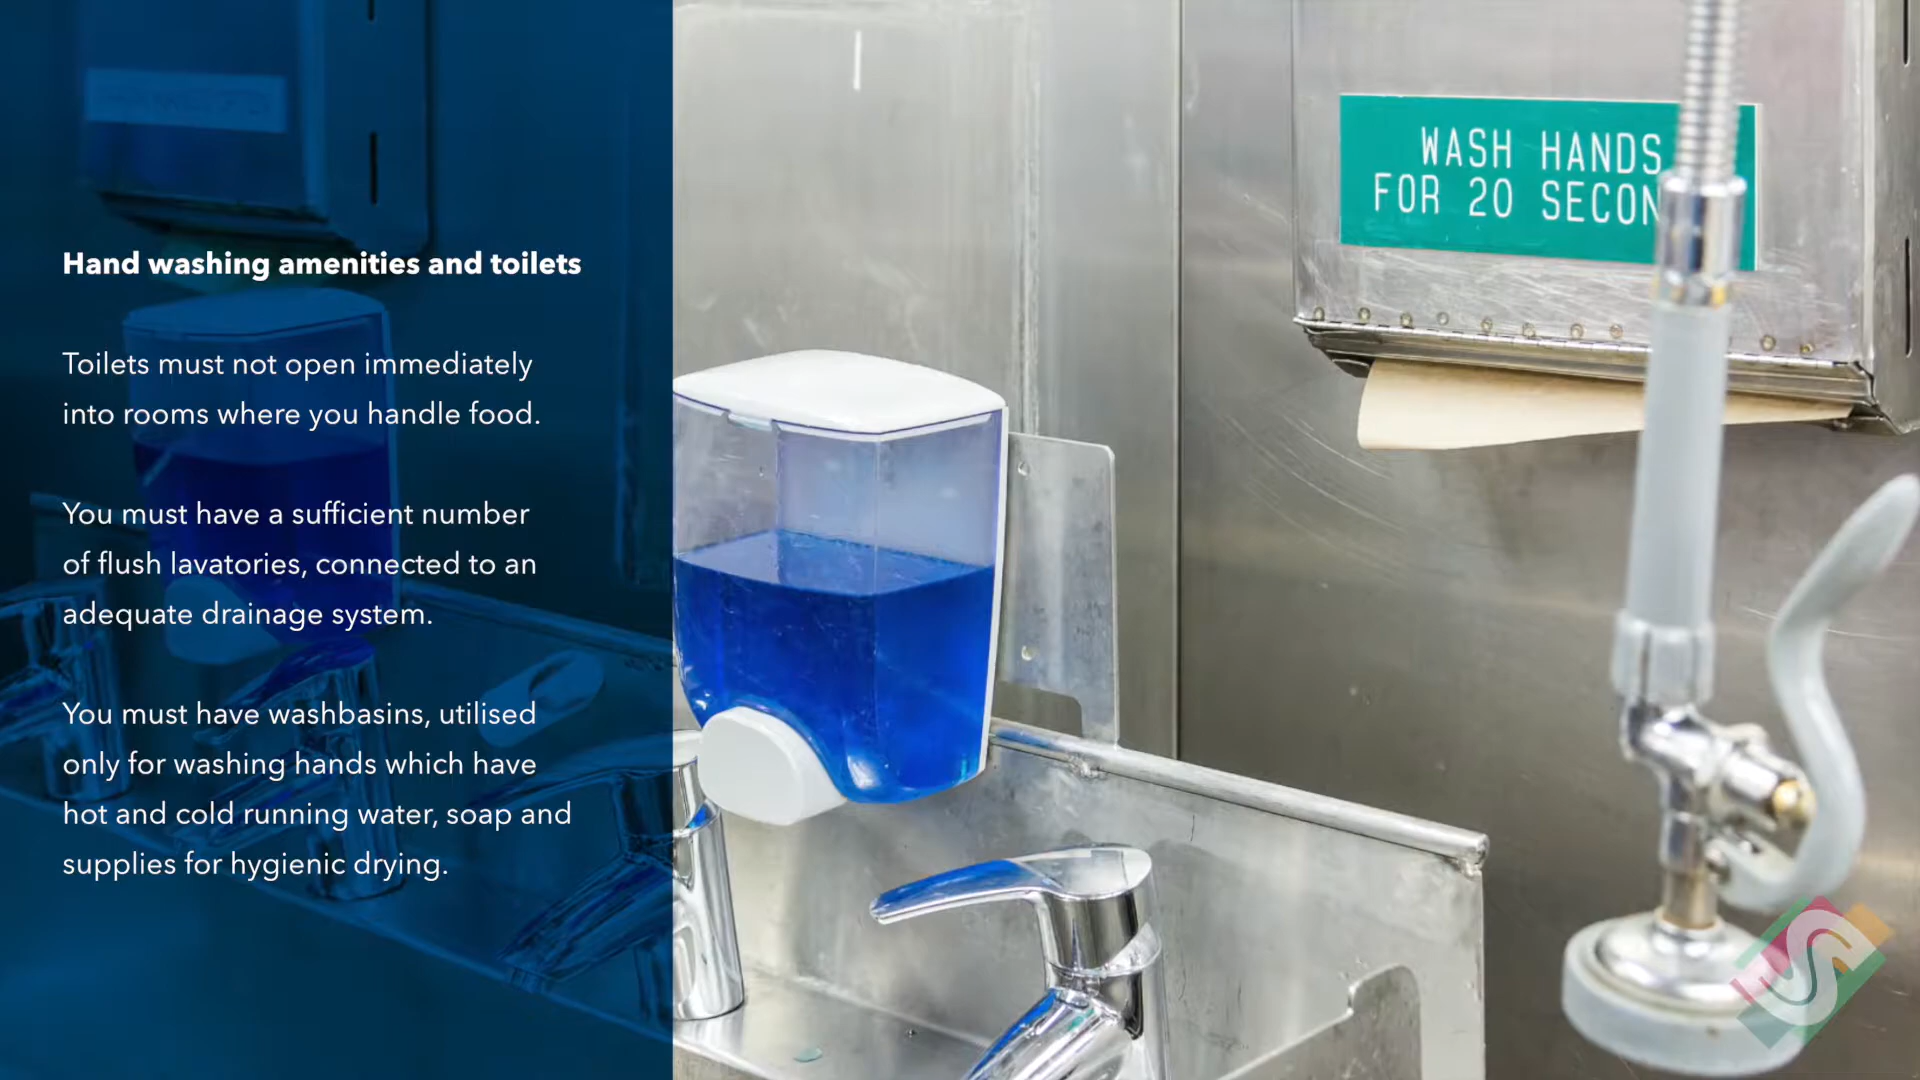 Hand washing amenities and toilets
Toilets must not open immediately
into rooms where you handle food.
You must have a sufficient number
of flush lavatories, connected to an
adequate drainage system.
You must have washbasins, utilised
only for washing hands which have
hot and cold running water, soap and
supplies for hygienic drying.
WASH HANDS
FOR 20 SECON